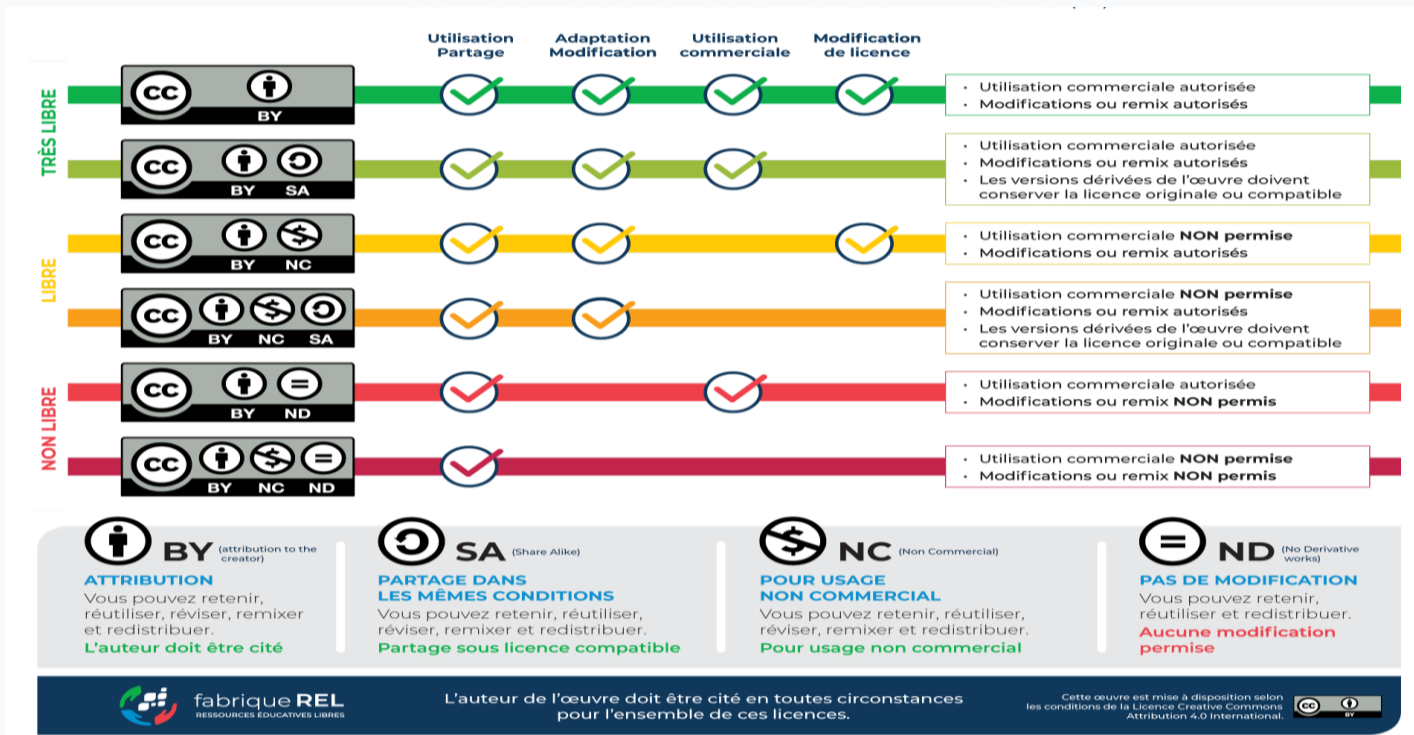 Utilisation Partage
Adaptation Modification
Utilisation commerciale
Modification de licence
TRÈS LIBRE
cc
BY
· Utilisation commerciale autorisée
· Modifications ou remix autorisés
cc
BY SA
· Utilisation commerciale autorisée
· Modifications ou remix autorisés
· Les versions dérivées de l'œuvre doivent
conserver la licence originale ou compatible
LIBRE
cc
BY NC
· Utilisation commerciale NON permise
· Modifications ou remix autorisés
cc
BY NC SA
· Utilisation commerciale NON permise
· Modifications ou remix autorisés
· Les versions dérivées de l'œuvre doivent
conserver la licence originale ou compatible
NON LIBRE
cc
BY ND
· Utilisation commerciale autorisée
· Modifications ou remix NON permis
cc
BY NC ND
· Utilisation commerciale NON permise
· Modifications ou remix NON permis
BY (attribution to the
creator)
ATTRIBUTION
Vous pouvez retenir,
réutiliser, réviser, remixer
et redistribuer.
L'auteur doit être cité
SA (Share Alike)
PARTAGE DANS
LES MÊMES CONDITIONS
Vous pouvez retenir, réutiliser,
réviser, remixer et redistribuer.
Partage sous licence compatible
NC (Non Commercial)
POUR USAGE
NON COMMERCIAL
Vous pouvez retenir, réutiliser,
réviser, remixer et redistribuer.
Pour usage non commercial
ND (No Derivative
works)
PAS DE MODIFICATION
Vous pouvez retenir,
réutiliser et redistribuer.
Aucune modification
permise
fabrique REL
RESSOURCES ÉDUCATIVES LIBRES
L'auteur de l'œuvre doit être cité en toutes circonstances
pour l'ensemble de ces licences.
Cette œuvre est mise à disposition selon
les conditions de la Licence Creative Commons
Attribution 4.0 International.
cc
BY